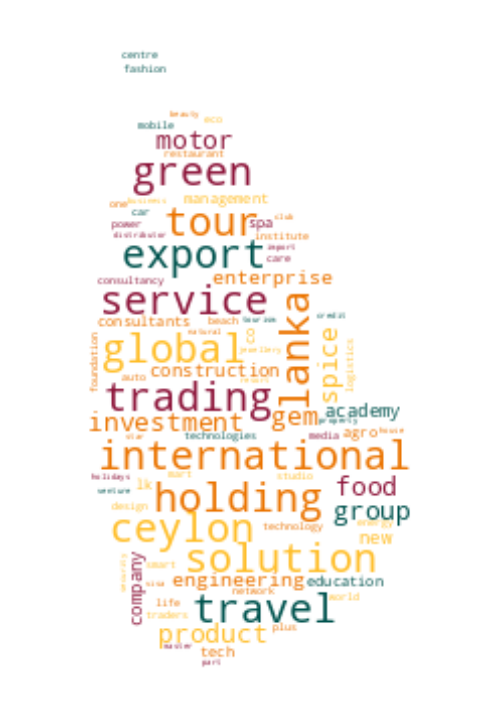 centre
fashion
beauty
eco
mobile
motor
restaurant
green
one business management
car
tour club
power spa
distributor institute
export import
care
consultancy enterprise
service
lanka
credit
consultants beach tourism
natural
foundation
global co
jewellery
spice
logistics
construction
auto resort
trading
academy
investment gem property
star technologies media agro house
international
holidays mart studio
lk food
venture
holding
design group
ceylon technology energy
new
solution
company
security
smart
visa engineering education
network
life travel world
traders
product plus
master tech
part